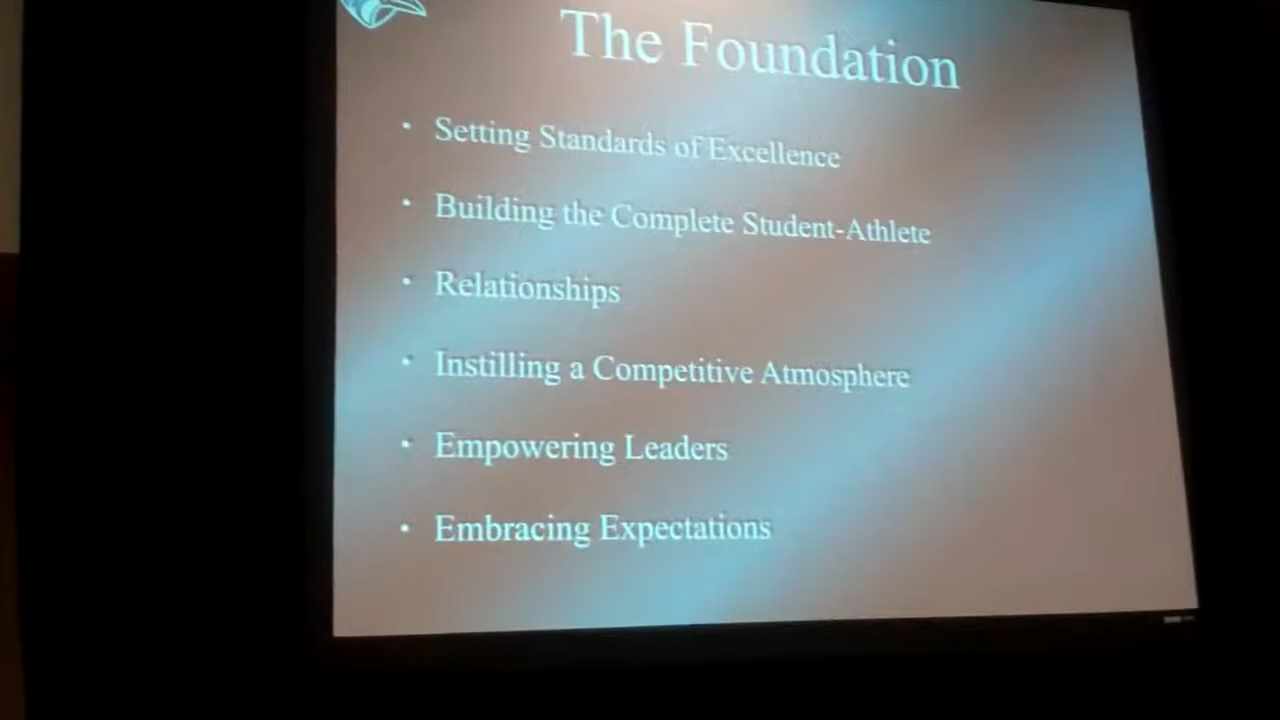 The Foundation
• Setting Standards of Excellence
• Building the Complete Student-Athlete
• Relationships
• Instilling a Competitive Atmosphere
• Empowering Leaders
• Embracing Expectations